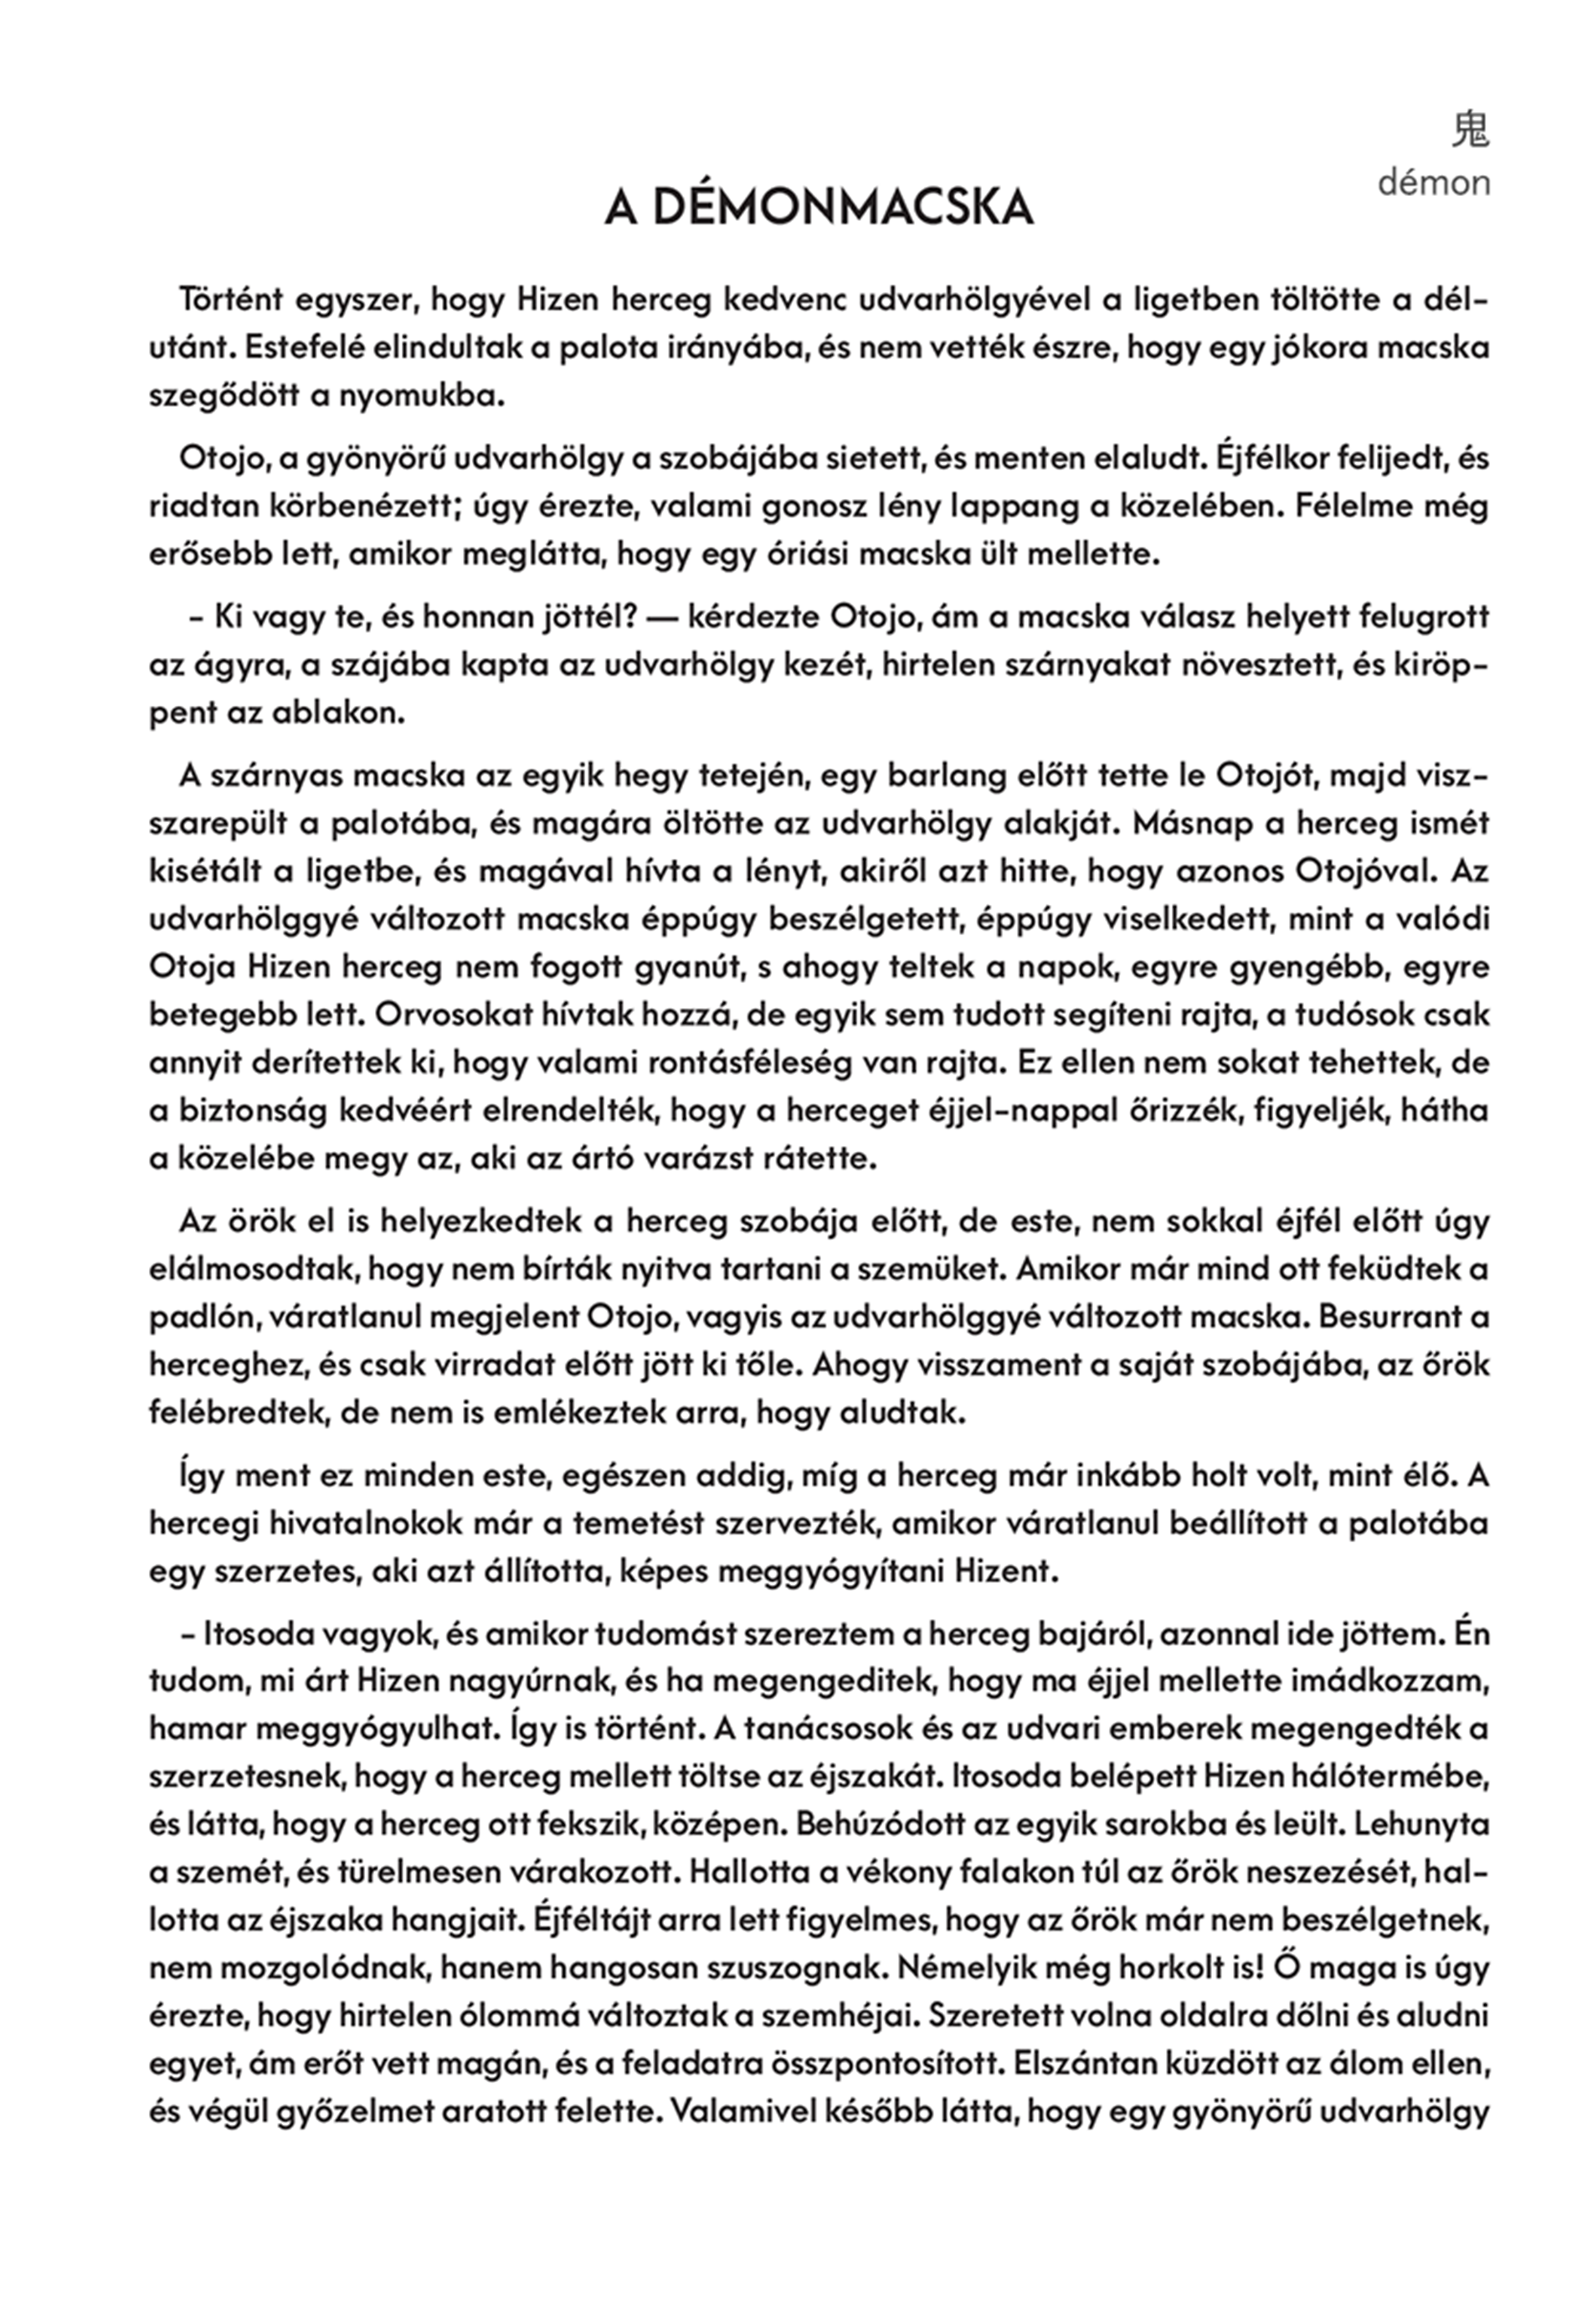 鬼
démon
A DÉMONMACSKA
Történt egyszer, hogy Hizen herceg kedvenc udvarhölgyével a ligetben töltötte a dél-
utánt. Estefelé elindultak a palota irányába, és nem vették észre, hogy egy jókora macska
szegődött a nyomukba.
Otojo, a gyönyörű udvarhölgy a szobájába sietett, és menten elaludt. Éjfélkor felijedt, és
riadtan körbenézett; úgy érezte, valami gonosz lény lappang a közelében. Félelme még
erősebb lett, amikor meglátta, hogy egy óriási macska ült mellette.
- Ki vagy te, és honnan jöttél? — kérdezte Otojo, ám a macska válasz helyett felugrott
az ágyra, a szájába kapta az udvarhölgy kezét, hirtelen szárnyakat növesztett, és kiröp-
pent az ablakon.
A szárnyas macska az egyik hegy tetején, egy barlang előtt tette le Otojót, majd visz-
szarepült a palotába, és magára öltötte az udvarhölgy alakját. Másnap a herceg ismét
kisétált a ligetbe, és magával hívta a lényt, akiről azt hitte, hogy azonos Otojóval. Az
udvarhölggyé változott macska éppúgy beszélgetett, éppúgy viselkedett, mint a valódi
Otoja Hizen herceg nem fogott gyanút, s ahogy teltek a napok, egyre gyengébb, egyre
betegebb lett. Orvosokat hívtak hozzá, de egyik sem tudott segíteni rajta, a tudósok csak
annyit derítettek ki, hogy valami rontásféleség van rajta. Ez ellen nem sokat tehettek, de
a biztonság kedvéért elrendelték, hogy a herceget éjjel-nappal őrizzék, figyeljék, hátha
a közelébe megy az, aki az ártó varázst rátette.
Az örök el is helyezkedtek a herceg szobája előtt, de este, nem sokkal éjfél előtt úgy
elálmosodtak, hogy nem bírták nyitva tartani a szemüket. Amikor már mind ott feküdtek a
padlón, váratlanul megjelent Otojo, vagyis az udvarhölggyé változott macska. Besurrant a
herceghez, és csak virradat előtt jött ki tőle. Ahogy visszament a saját szobájába, az őrök
felébredtek, de nem is emlékeztek arra, hogy aludtak.
Így ment ez minden este, egészen addig, míg a herceg már inkább holt volt, mint élő. A
hercegi hivatalnokok már a temetést szervezték, amikor váratlanul beállított a palotába
egy szerzetes, aki azt állította, képes meggyógyítani Hizent.
- Itosoda vagyok, és amikor tudomást szereztem a herceg bajáról, azonnal ide jöttem. Én
tudom, mi árt Hizen nagyúrnak, és ha megengeditek, hogy ma éjjel mellette imádkozzam,
hamar meggyógyulhat. Így is történt. A tanácsosok és az udvari emberek megengedték a
szerzetesnek, hogy a herceg mellett töltse az éjszakát. Itosoda belépett Hizen hálótermébe,
és látta, hogy a herceg ott fekszik, középen. Behúzódott az egyik sarokba és leült. Lehunyta
a szemét, és türelmesen várakozott. Hallotta a vékony falakon túl az őrök neszezését, hal-
lotta az éjszaka hangjait. Éjféltájt arra lett figyelmes, hogy az őrök már nem beszélgetnek,
nem mozgolódnak, hanem hangosan szuszognak. Némelyik még horkolt is! Ő maga is úgy
érezte, hogy hirtelen ólommá változtak a szemhéjai. Szeretett volna oldalra dőlni és aludni
egyet, ám erőt vett magán, és a feladatra összpontosított. Elszántan küzdött az álom ellen,
és végül győzelmet aratott felette. Valamivel később látta, hogy egy gyönyörű udvarhölgy